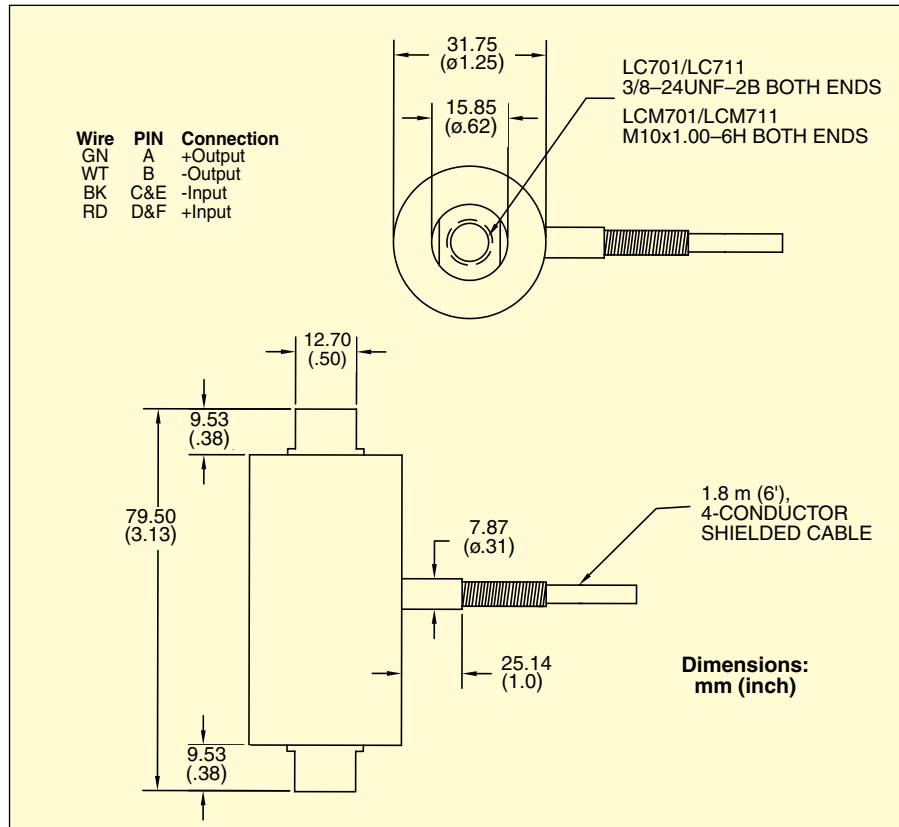 31.75
(ø1.25)
15.85
(ø.62)
LC701/LC711
3/8–24UNF–2B BOTH ENDS
LCM701/LCM711
M10x1.00–6H BOTH ENDS
Wire PIN Connection
GN A +Output
WT B -Output
BK C&E -Input
RD D&F +Input
12.70
(.50)
9.53
(.38)
79.50
(3.13)
7.87
(ø.31)
1.8 m (6'),
4-CONDUCTOR
SHIELDED CABLE
25.14
(1.0)
Dimensions:
mm (inch)
9.53
(.38)